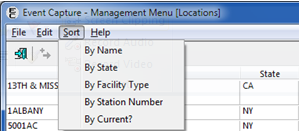 Event Capture - Management Menu [Locations]
File Edit Sort Help
By Name
By State
By Facility Type
By Station Number
By Current?
State
13TH & MISS
CA
1ALBANY
NY
5001AC
NY